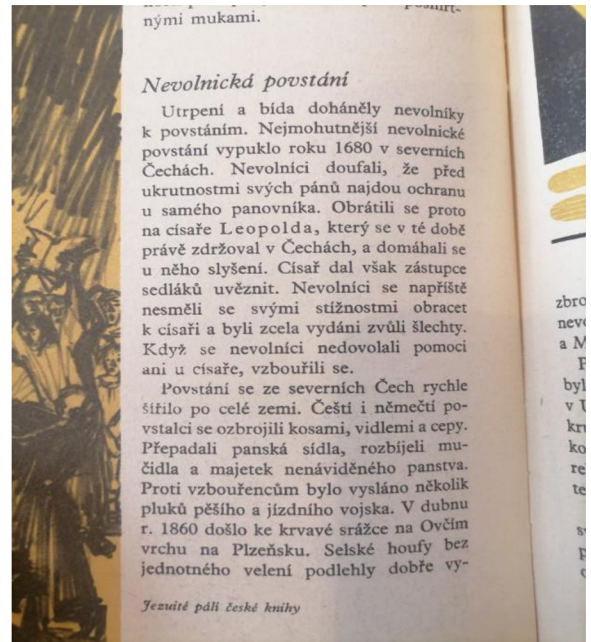 nými mukami.
Nevolnická povstání
Utrpení a bída doháněly nevolníky
k povstáním. Nejmohutnější nevolnické
povstání vypuklo roku 1680 v severních
Čechách. Nevolníci doufali, že před
ukrutnostmi svých pánů najdou ochranu
u samého panovníka. Obrátili se proto
na císaře Leopolda, který se v té době
právě zdržoval v Čechách, a domáhali se
u něho slyšení. Císař dal však zástupce
sedláků uvěznit. Nevolníci se napříště
nesměli se svými stížnostmi obracet
k císaři a byli zcela vydáni zvůli šlechty.
Když se nevolníci nedovolali pomoci
ani u císaře, vzbouřili se.
Povstání se ze severních Čech rychle
šířilo po celé zemi. Čeští i němečtí po-
vstalci se ozbrojili kosami, vidlemi a cepy.
Přepadali panská sídla, rozbíjeli mu-
čidla a majetek nenáviděného panstva.
Proti vzbouřencům bylo vysláno několik
pluků pěšího a jízdního vojska. V dubnu
r. 1860 došlo ke krvavé srážce na Ovčím
vrchu na Plzeňsku. Selské houfy bez
jednotného velení podlehly dobře vy-
Jezuité pálí české knihy
zbro
nevo
a M
P
byl
v U
kru
ko
re
te